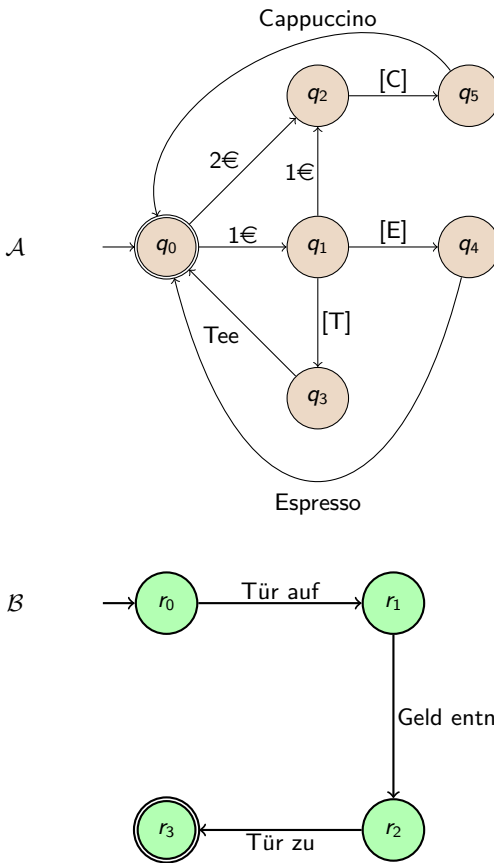 Cappuccino
q₂
[C]
q₅
2€
1€
𝒜
q₀
1€
q₁
[E]
q₄
Tee
[T]
q₃
Espresso
ℬ
r₀
Tür auf
r₁
Geld entn
r₃
Tür zu
r₂